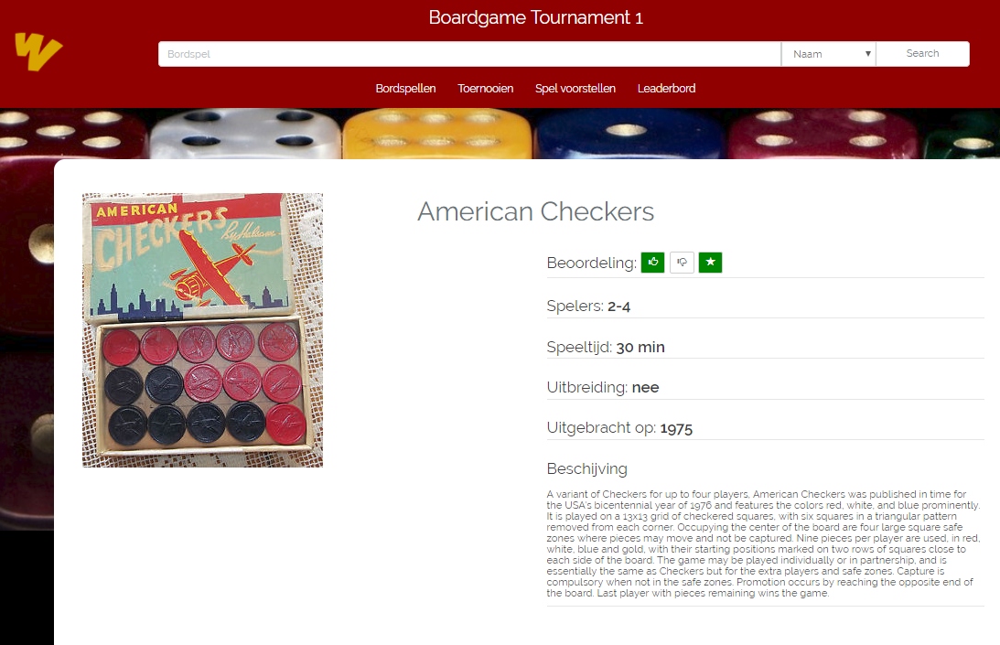 Boardgame Tournament 1
W
Bordspel
Naam
Search
Bordspellen Toernooien Spel voorstellen Leaderbord
AMERICAN
CHECKERS
By Halsam
American Checkers
Beoordeling:
Spelers: 2-4
Speeltijd: 30 min
Uitbreiding: nee
Uitgebracht op: 1975
Beschijving
A variant of Checkers for up to four players, American Checkers was published in time for
the USA's bicentennial year of 1976 and features the colors red, white, and blue prominently.
It is played on a 13x13 grid of checkered squares, with six squares in a triangular pattern
removed from each corner. Occupying the center of the board are four large square safe
zones where pieces may move and not be captured. Nine pieces per player are used, in red,
white, blue and gold, with their starting positions marked on two rows of squares close to
each side of the board. The game may be played individually or in partnership, and is
essentially the same as Checkers but for the extra players and safe zones. Capture is
compulsory when not in the safe zones. Promotion occurs by reaching the opposite end of
the board. Last player with pieces remaining wins the game.